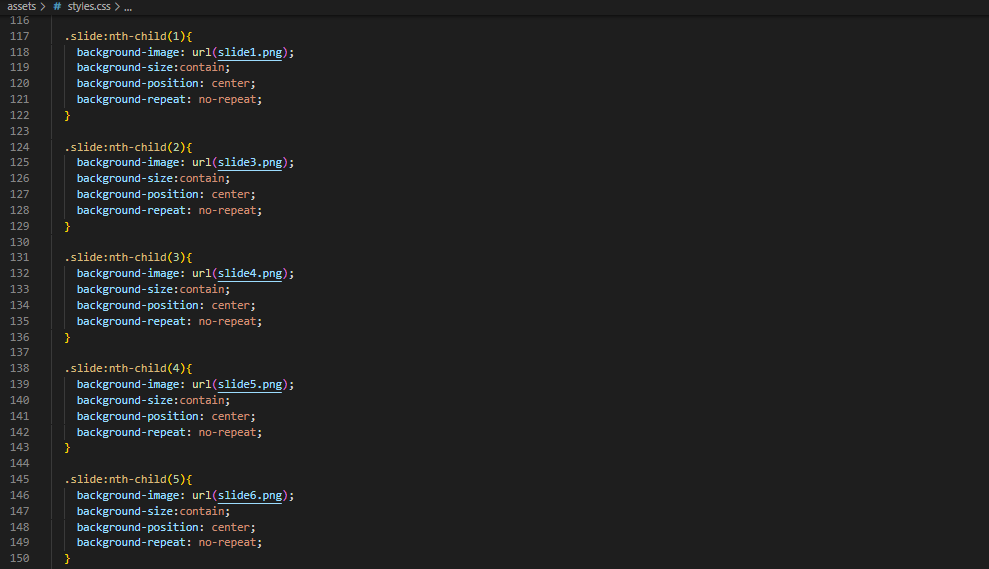 assets > # styles.css > ...
116
117 .slide:nth-child(1){
118 background-image: url(slide1.png);
119 background-size:contain;
120 background-position: center;
121 background-repeat: no-repeat;
122 }
123
124 .slide:nth-child(2){
125 background-image: url(slide3.png);
126 background-size:contain;
127 background-position: center;
128 background-repeat: no-repeat;
129 }
130
131 .slide:nth-child(3){
132 background-image: url(slide4.png);
133 background-size:contain;
134 background-position: center;
135 background-repeat: no-repeat;
136 }
137
138 .slide:nth-child(4){
139 background-image: url(slide5.png);
140 background-size:contain;
141 background-position: center;
142 background-repeat: no-repeat;
143 }
144
145 .slide:nth-child(5){
146 background-image: url(slide6.png);
147 background-size:contain;
148 background-position: center;
149 background-repeat: no-repeat;
150 }